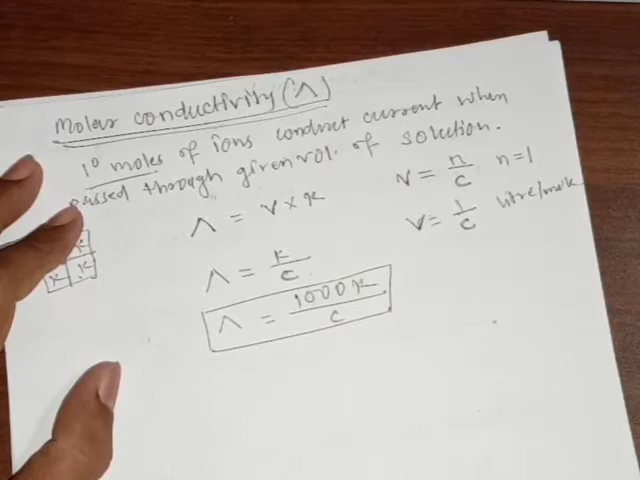 Molar conductivity (Λ)
1° moles of ions conduct current when
passed through given vol. of solution.
Λ = V × K
V = n/c n=1
V = 1/c litre/mole
Λ = K/c
Λ = 1000K/c
K
K K